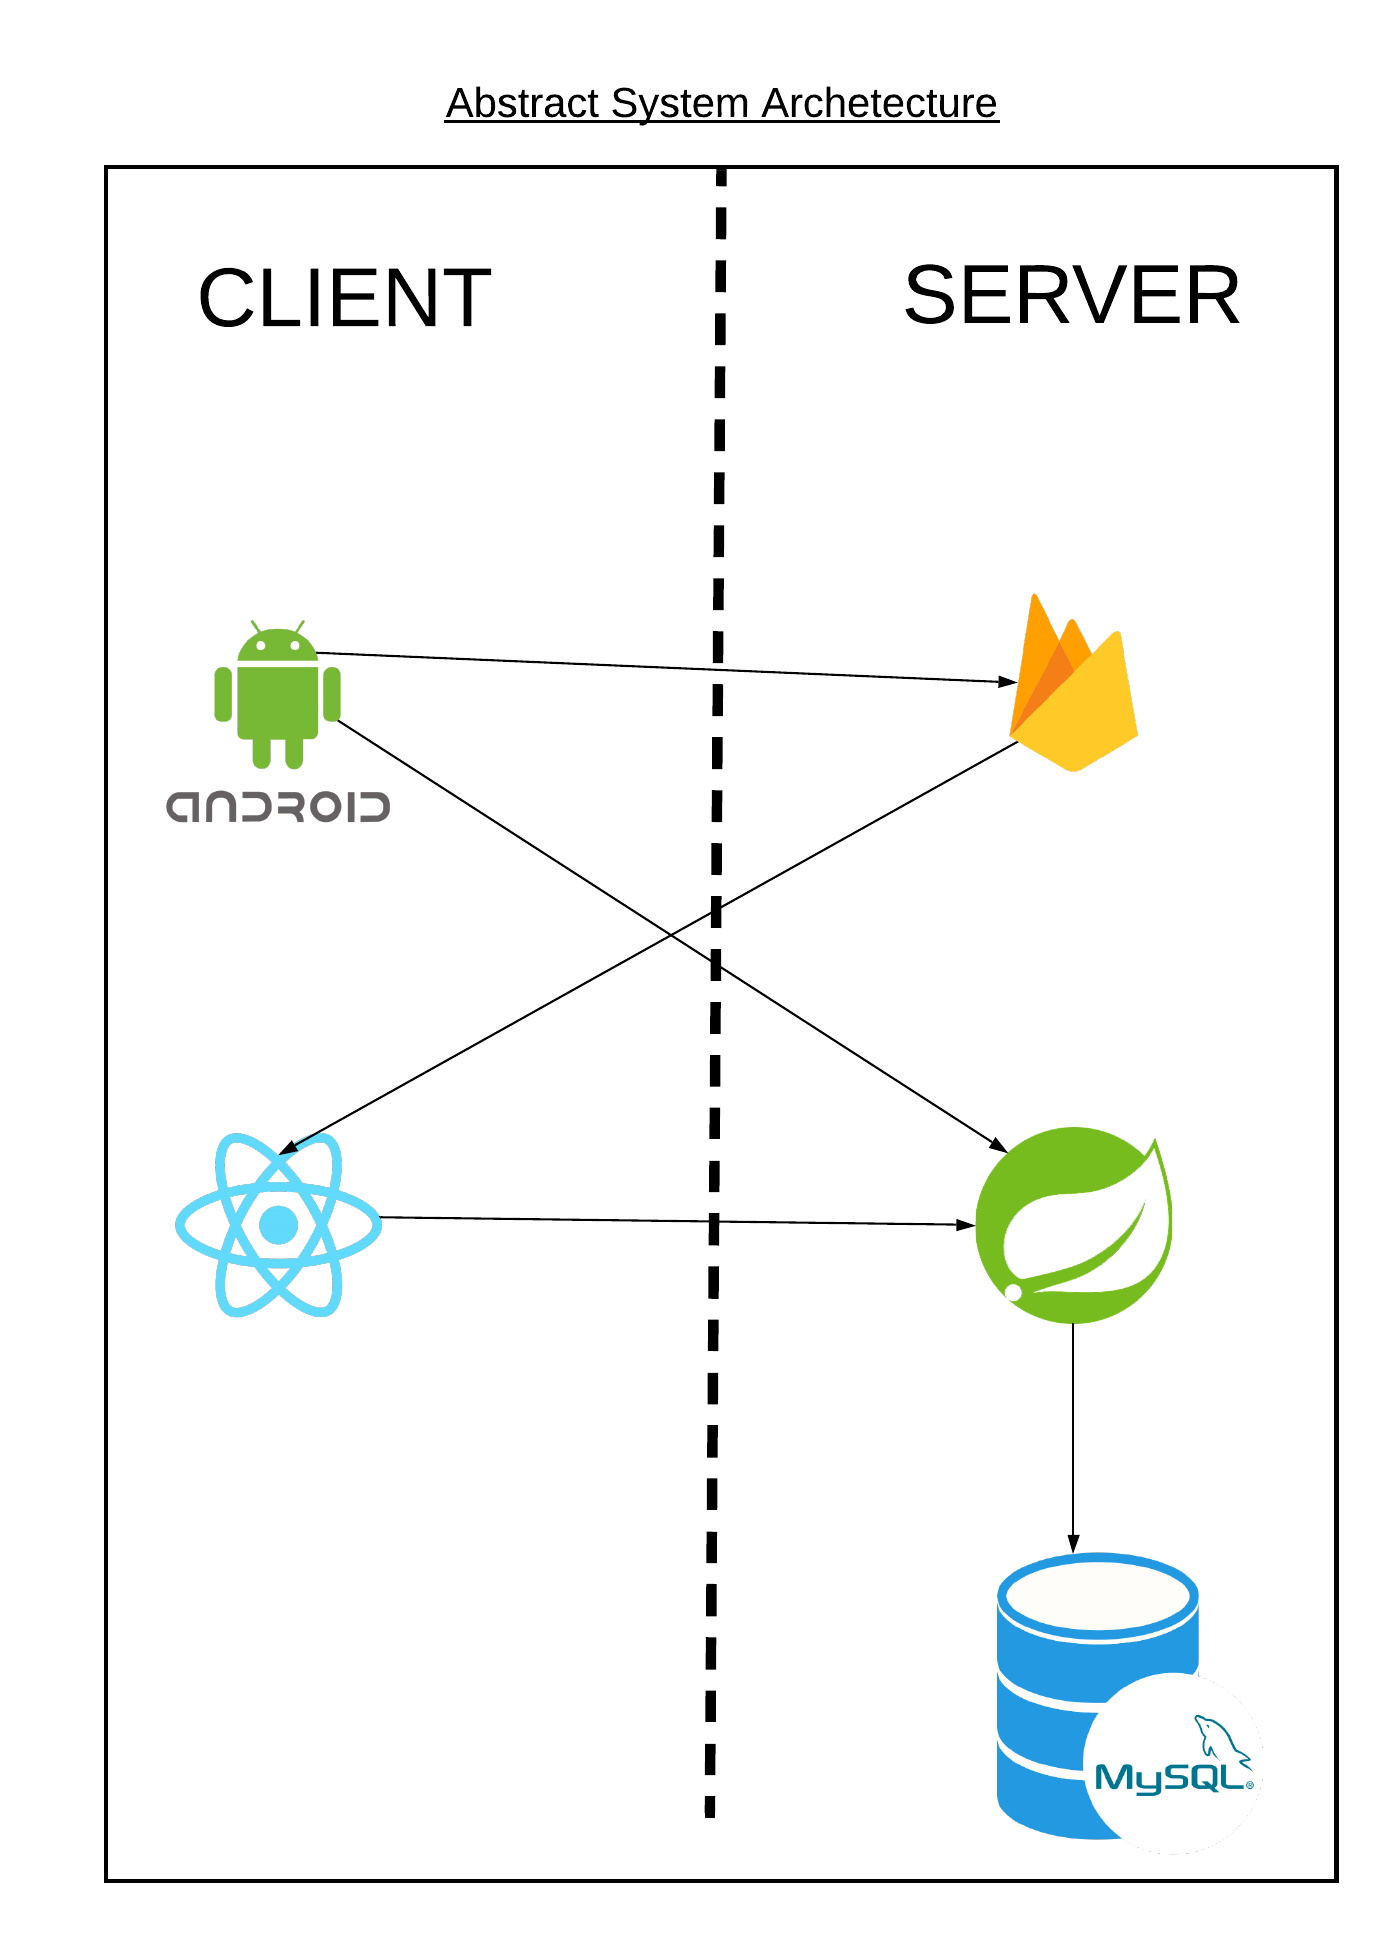 Abstract System Archetecture
CLIENT
SERVER
ANDROID
MySQL®